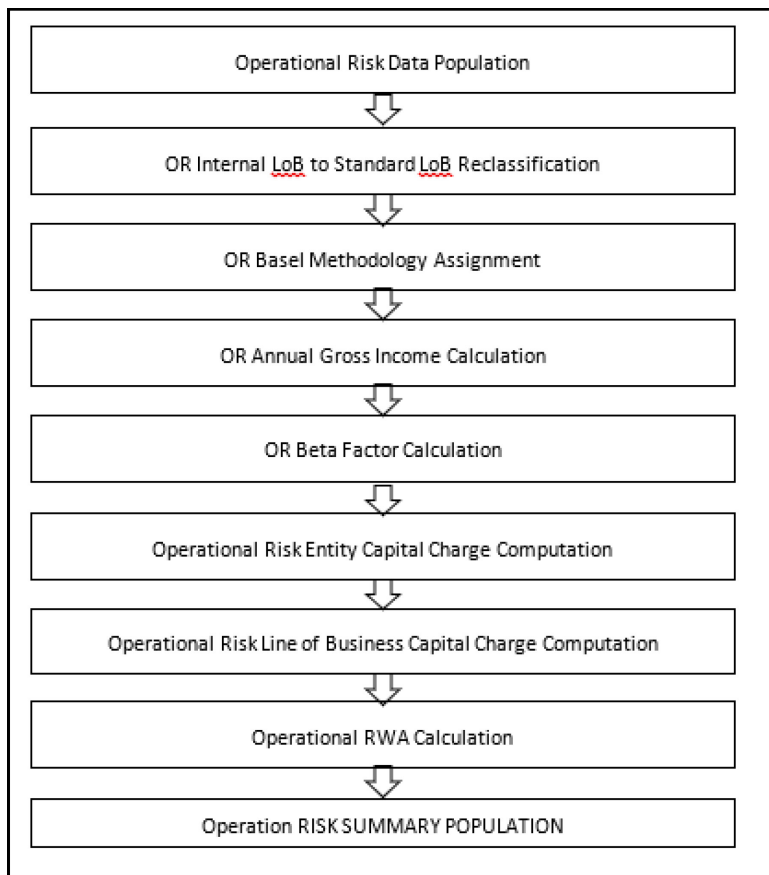 Operational Risk Data Population
OR Internal LoB to Standard LoB Reclassification
OR Basel Methodology Assignment
OR Annual Gross Income Calculation
OR Beta Factor Calculation
Operational Risk Entity Capital Charge Computation
Operational Risk Line of Business Capital Charge Computation
Operational RWA Calculation
Operation RISK SUMMARY POPULATION